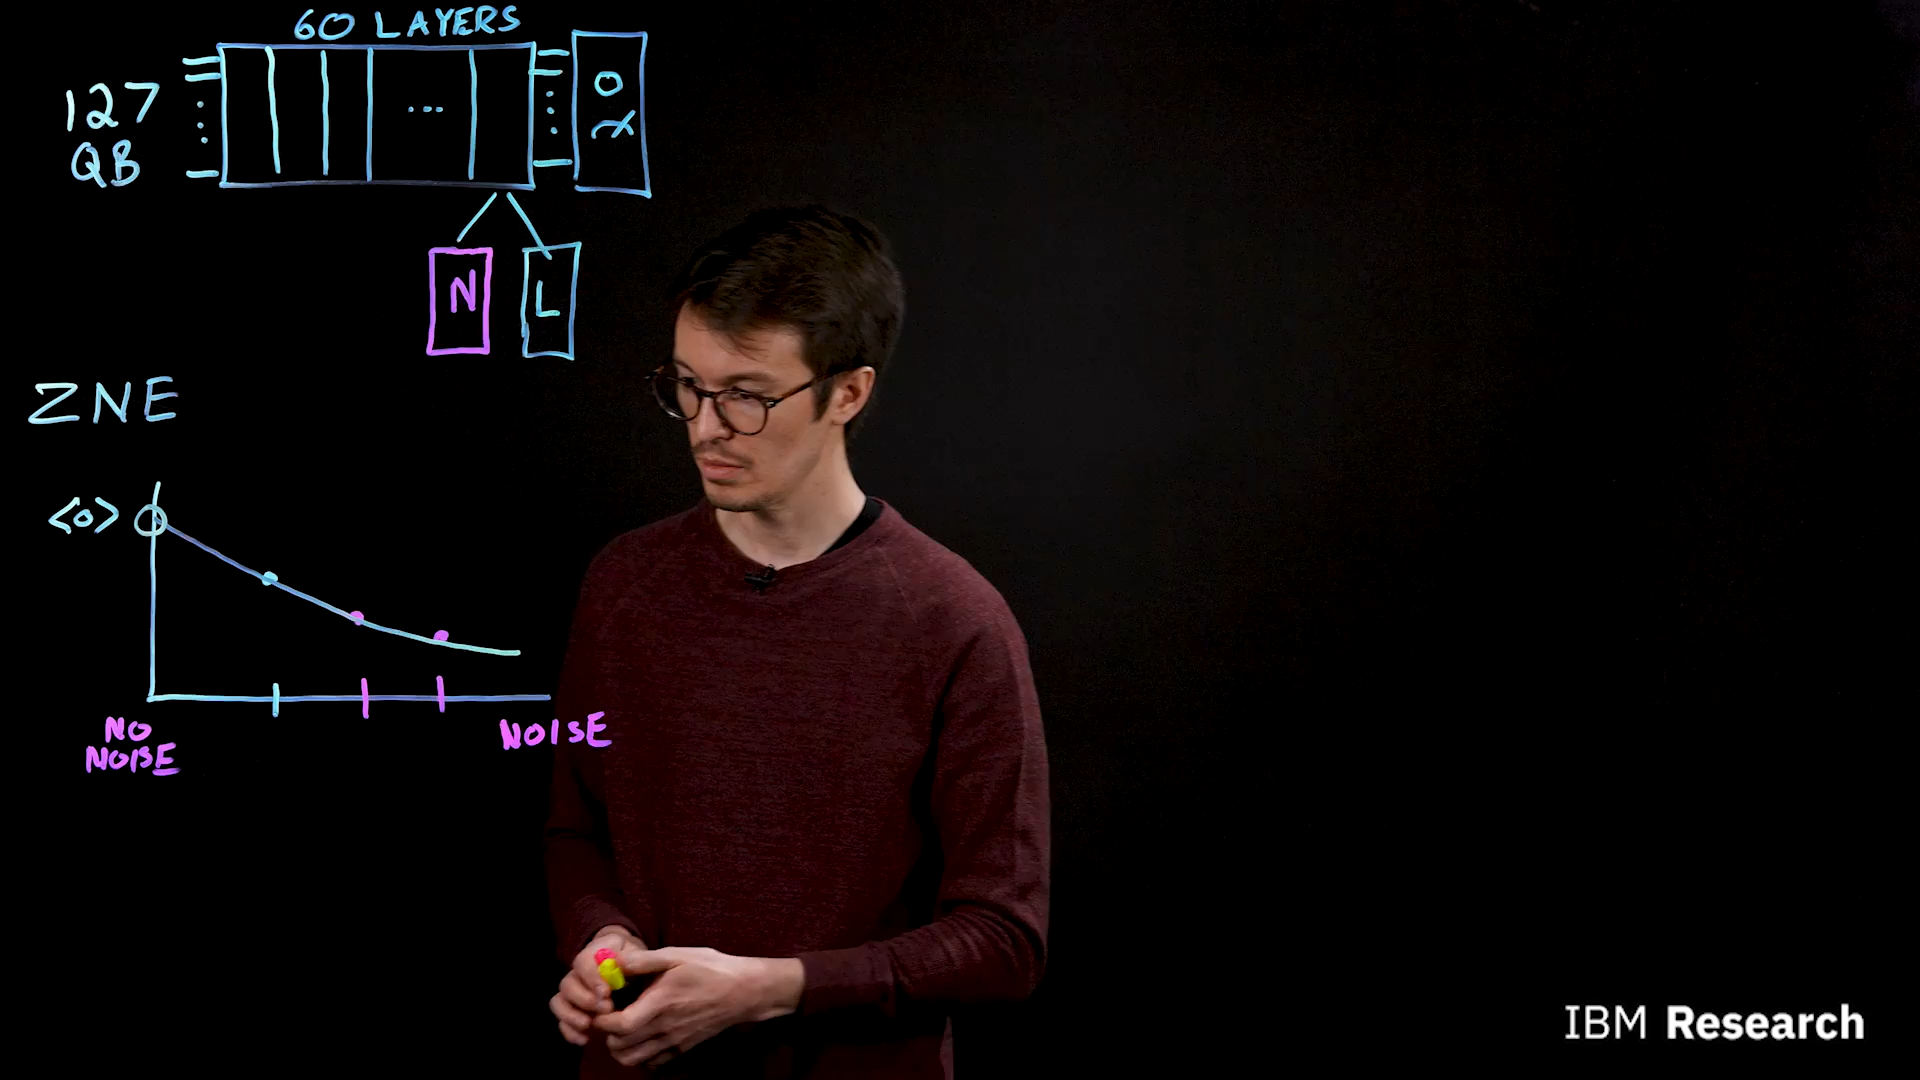 60 LAYERS
127
QB
...
O
N
L
ZNE
<O>
NO
NOISE
NOISE
IBM Research